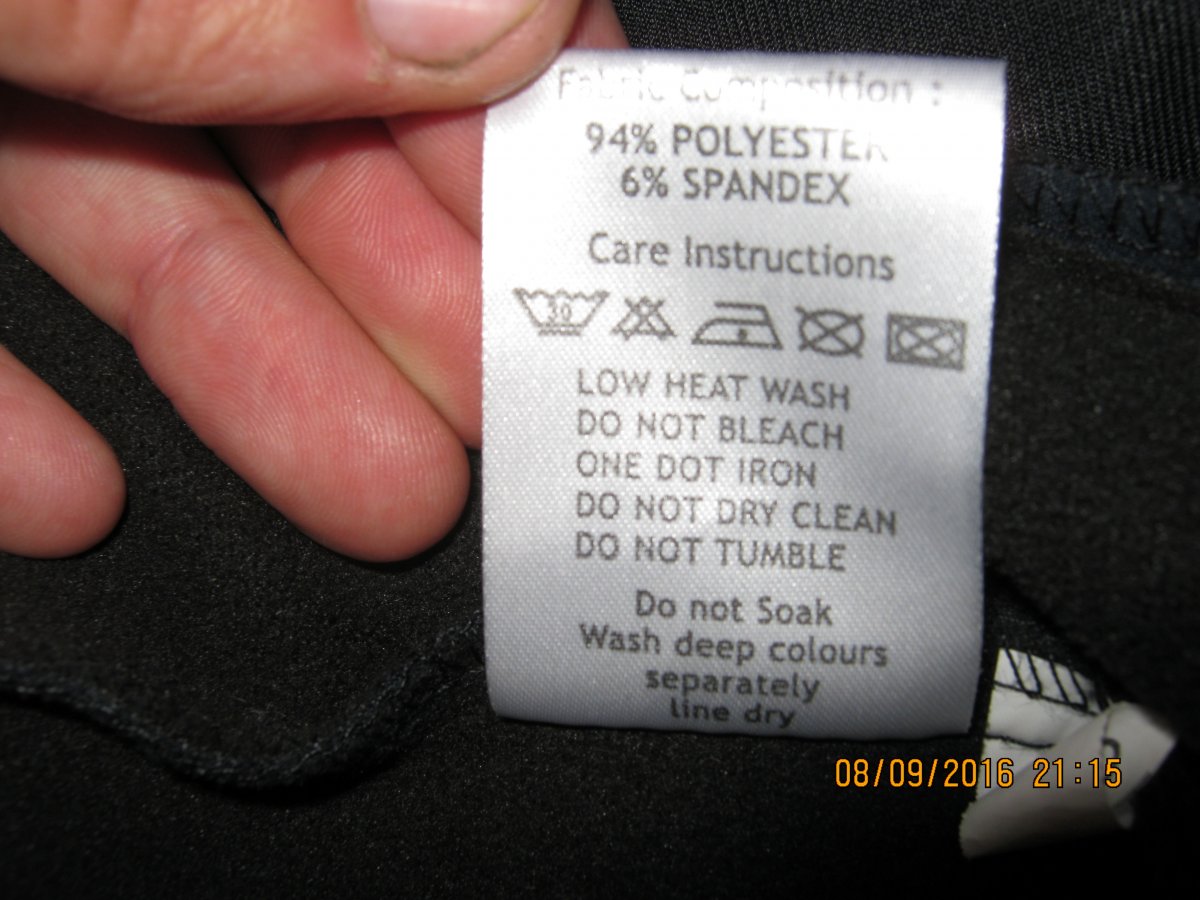 Fabric Composition :
94% POLYESTER
6% SPANDEX
Care Instructions
30
LOW HEAT WASH
DO NOT BLEACH
ONE DOT IRON
DO NOT DRY CLEAN
DO NOT TUMBLE
Do not Soak
Wash deep colours
separately
line dry
08/09/2016 21:15